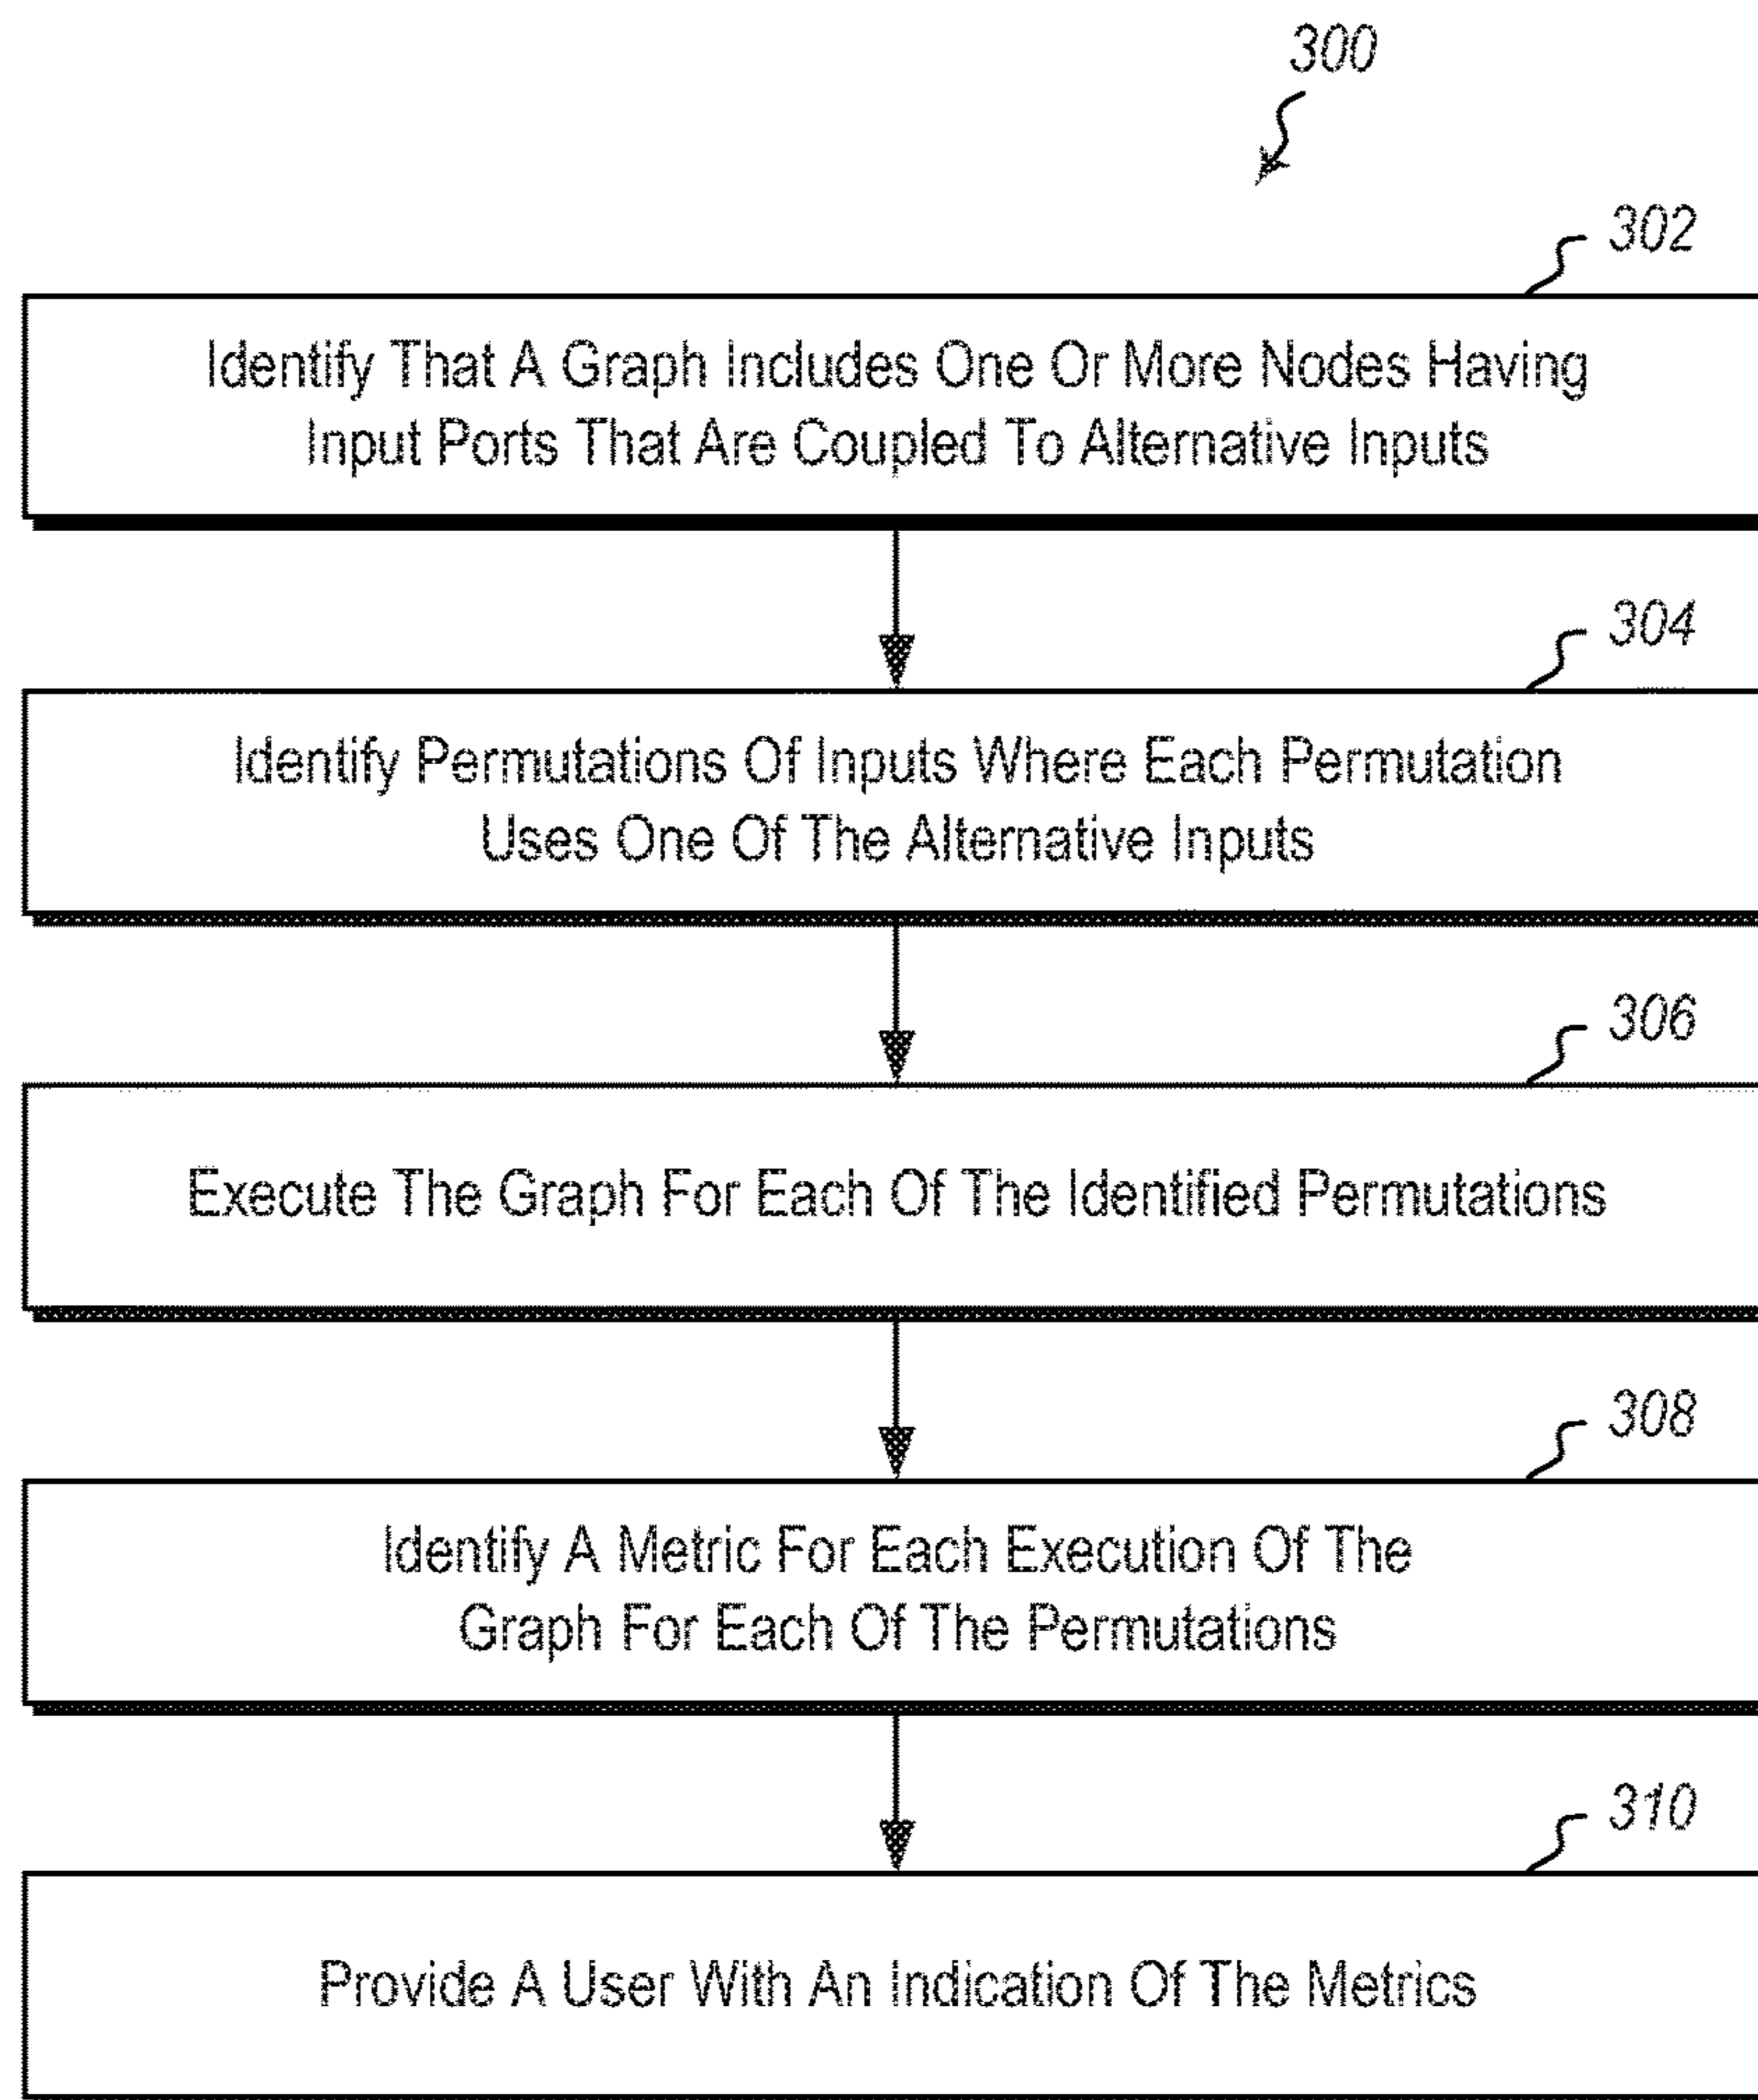 300
302
Identify That A Graph Includes One Or More Nodes Having
Input Ports That Are Coupled To Alternative Inputs
304
Identify Permutations Of Inputs Where Each Permutation
Uses One Of The Alternative Inputs
306
Execute The Graph For Each Of The Identified Permutations
308
Identify A Metric For Each Execution Of The
Graph For Each Of The Permutations
310
Provide A User With An Indication Of The Metrics